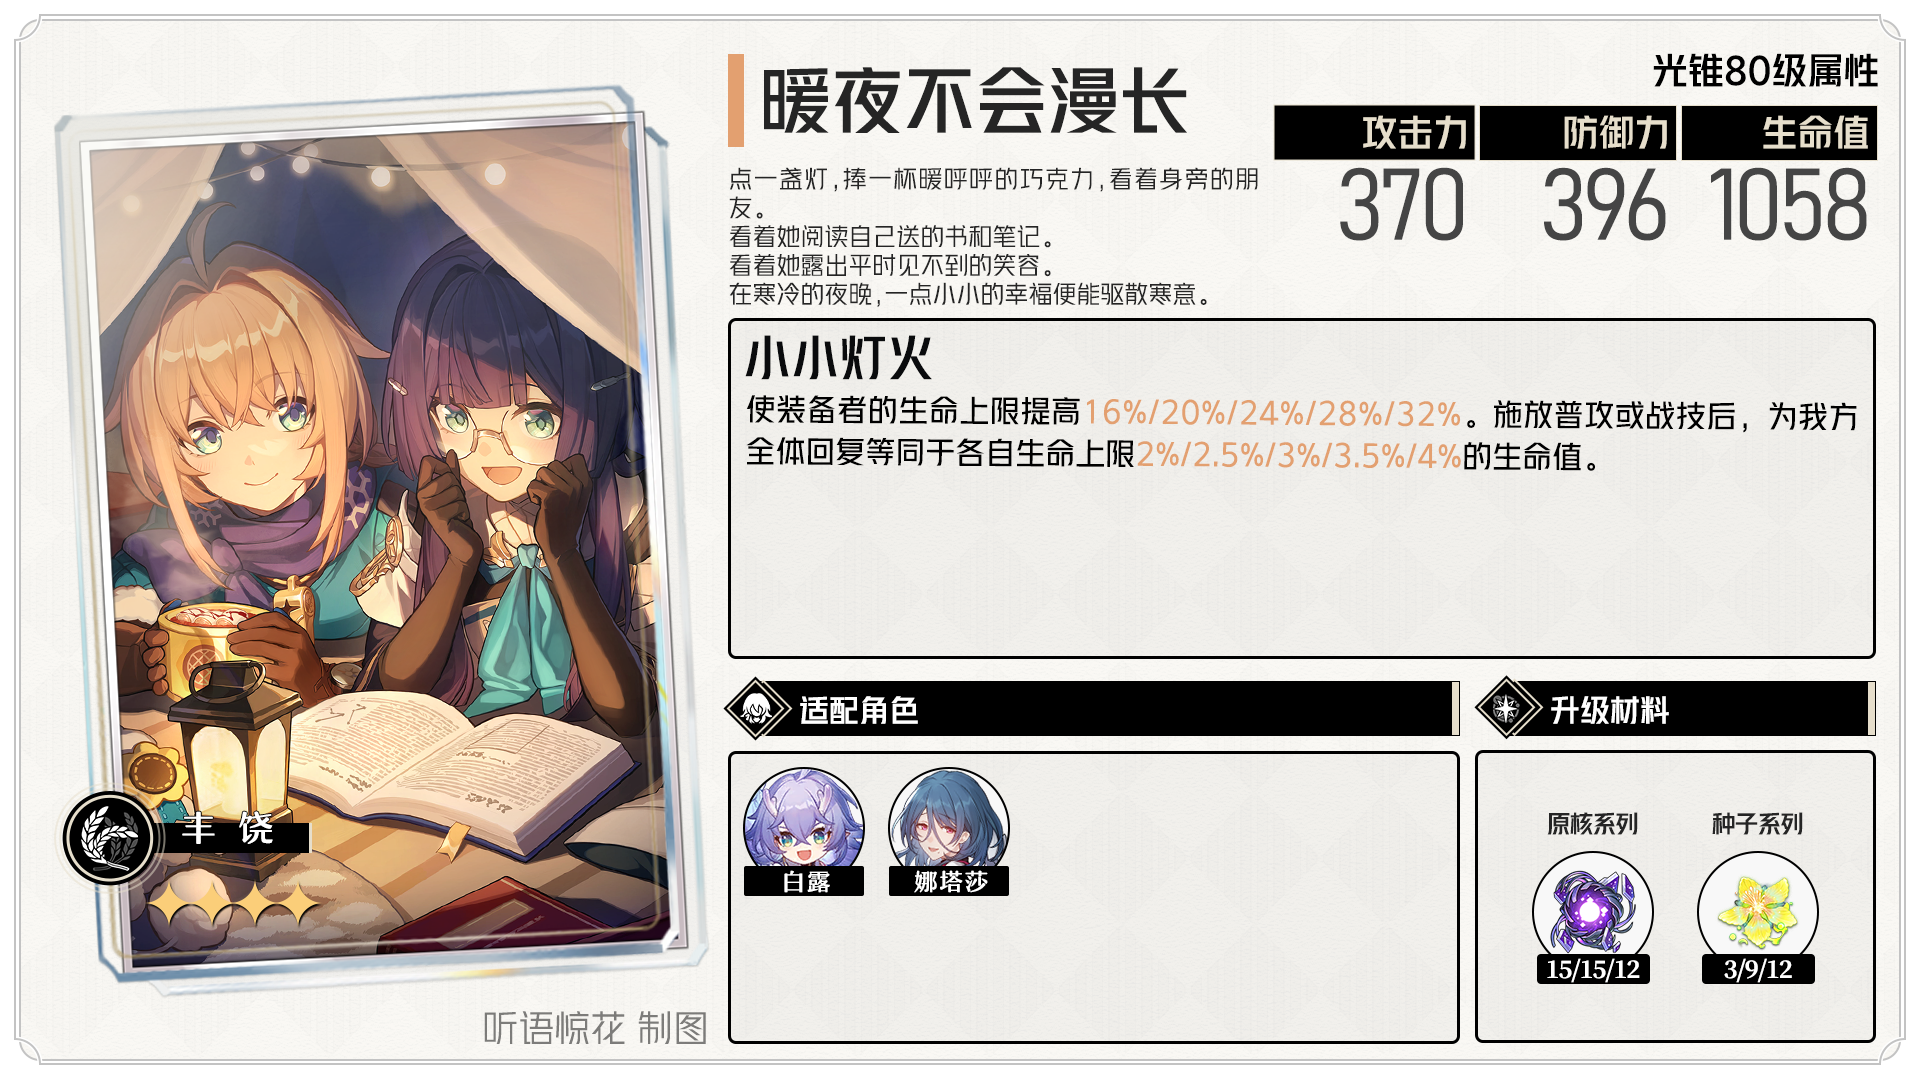 暖夜不会漫长
光锥80级属性
攻击力 防御力 生命值
370 396 1058
点一盏灯,捧一杯暖呼呼的巧克力,看着身旁的朋
友。
看着她阅读自己送的书和笔记。
看着她露出平时见不到的笑容。
在寒冷的夜晚,一点小小的幸福便能驱散寒意。
小小灯火
使装备者的生命上限提高16%/20%/24%/28%/32%。施放普攻或战技后，为我方
全体回复等同于各自生命上限2%/2.5%/3%/3.5%/4%的生命值。
适配角色
白露 娜塔莎
升级材料
原核系列 种子系列
15/15/12 3/9/12
丰饶
听语惊花 制图